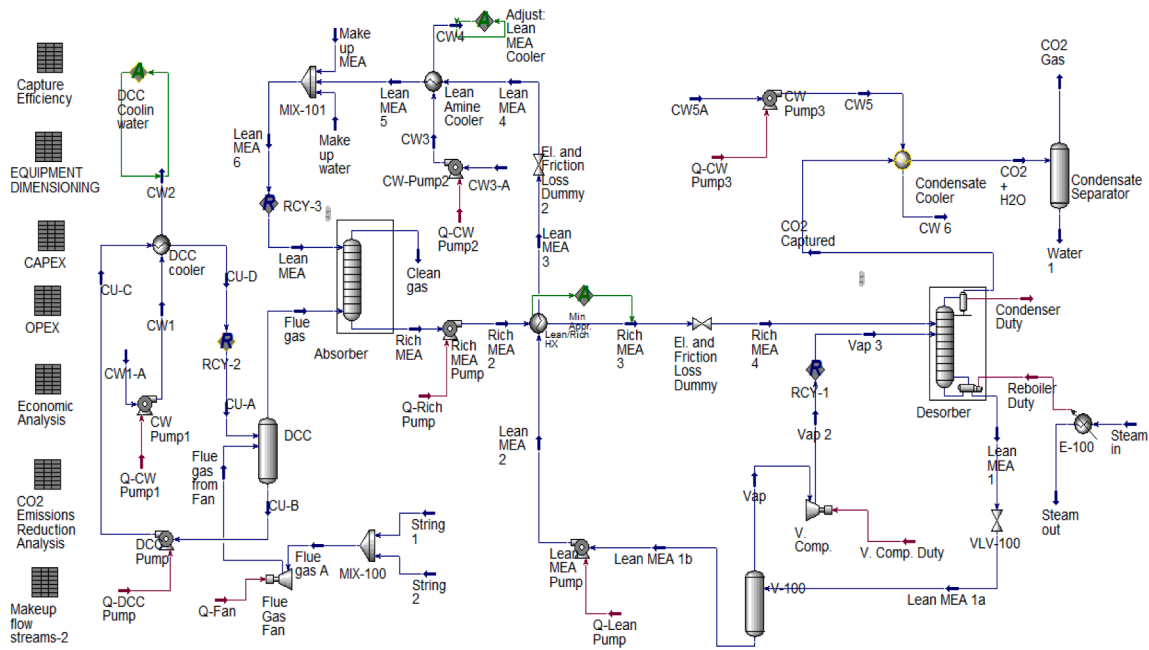 Capture
Efficiency
EQUIPMENT
DIMENSIONING
CAPEX
OPEX
Economic
Analysis
CO2
Emissions
Reduction
Analysis
Makeup
flow
streams-2
A
DCC
Coolin
water
CW2
DCC
cooler
CU-C
CU-D
CW1
R
RCY-2
CW1-A
CW
Pump1
Q-CW
Pump1
CU-A
DCC
Flue
gas
from
Fan
CU-B
DCC
Pump
Q-DCC
Pump
Q-Fan
Flue
Gas
Fan
Flue
gas A
MIX-100
String
1
String
2
Make
up
MEA
MIX-101
Make
up
water
Lean
MEA
6
R
RCY-3
Lean
MEA
Flue
gas
Absorber
Clean
gas
Rich
MEA
Rich
MEA
Pump
Q-Rich
Pump
Rich
MEA
2
CW4
A
Adjust:
Lean
MEA
Cooler
Lean
MEA
5
Lean
Amine
Cooler
Lean
MEA
4
CW3
CW-Pump2
CW3-A
Q-CW
Pump2
El. and
Friction
Loss
Dummy
2
Lean
MEA
3
A
Min
Appr.
Lean/Rich
HX
Rich
MEA
3
El. and
Friction
Loss
Dummy
Rich
MEA
4
Lean
MEA
2
Lean
MEA
Pump
Q-Lean
Pump
Lean MEA 1b
Vap
V-100
Lean MEA 1a
V.
Comp.
V. Comp. Duty
Vap 2
R
RCY-1
Vap 3
CW5A
CW
Pump3
Q-CW
Pump3
CW5
Condensate
Cooler
CW 6
CO2
+
H2O
CO2
Gas
Condensate
Separator
Water
1
CO2
Captured
Condenser
Duty
Reboiler
Duty
Desorber
Lean
MEA
1
VLV-100
E-100
Steam
in
Steam
out